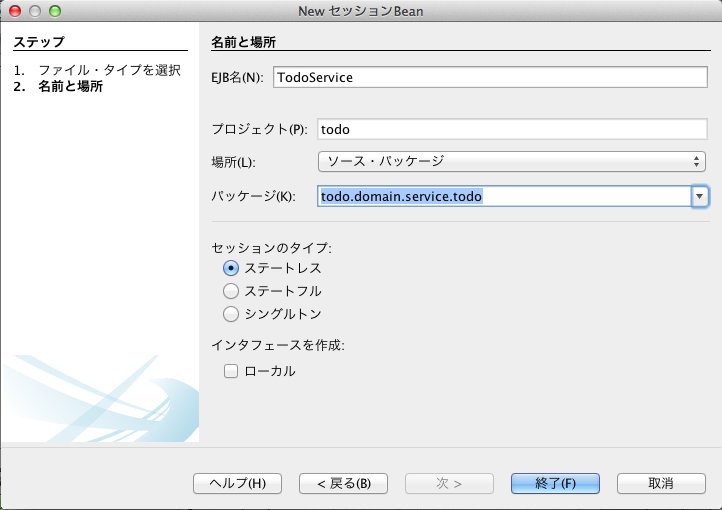 New セッションBean
ステップ
1. ファイル・タイプを選択
2. 名前と場所
名前と場所
EJB名(N): TodoService
プロジェクト(P): todo
場所(L): ソース・パッケージ
パッケージ(K): todo.domain.service.todo
セッションのタイプ:
ステートレス
ステートフル
シングルトン
インタフェースを作成:
ローカル
ヘルプ(H) < 戻る(B) 次 > 終了(F) 取消